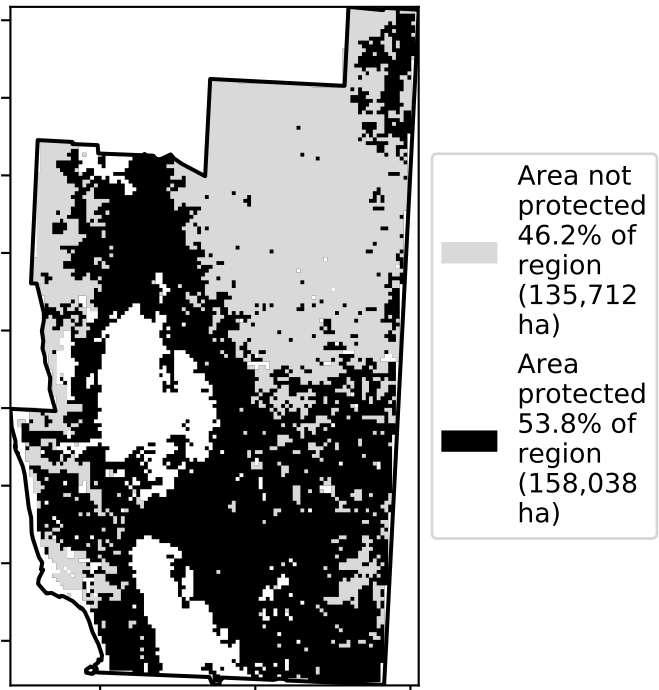 Area not
protected
46.2% of
region
(135,712
ha)
Area
protected
53.8% of
region
(158,038
ha)